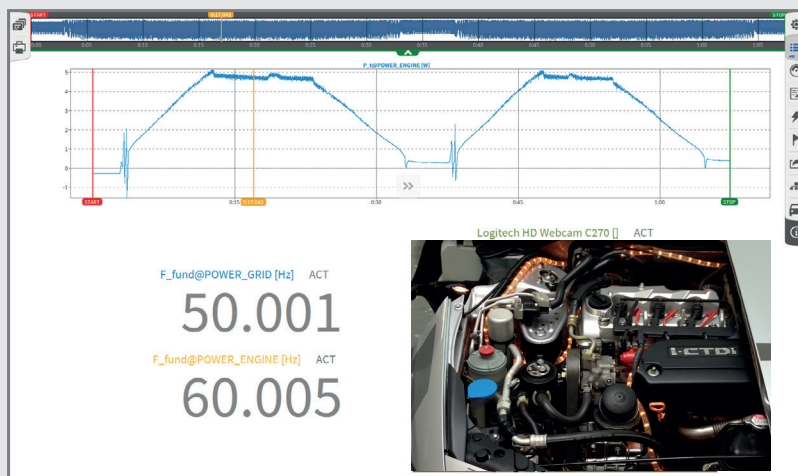 START
0:17.042
STOP
0:00 0:05 0:10 0:15 0:20 0:25 0:30 0:35 0:40 0:45 0:50 0:55 1:00 1:05
P_t@POWER_ENGINE [W]
5
4
3
2
1
0
-1
START 0:15 0:17.042 0:30 0:45 1:00 STOP
Logitech HD Webcam C270 [] ACT
F_fund@POWER_GRID [Hz] ACT
50.001
F_fund@POWER_ENGINE [Hz] ACT
60.005
i-CTDi